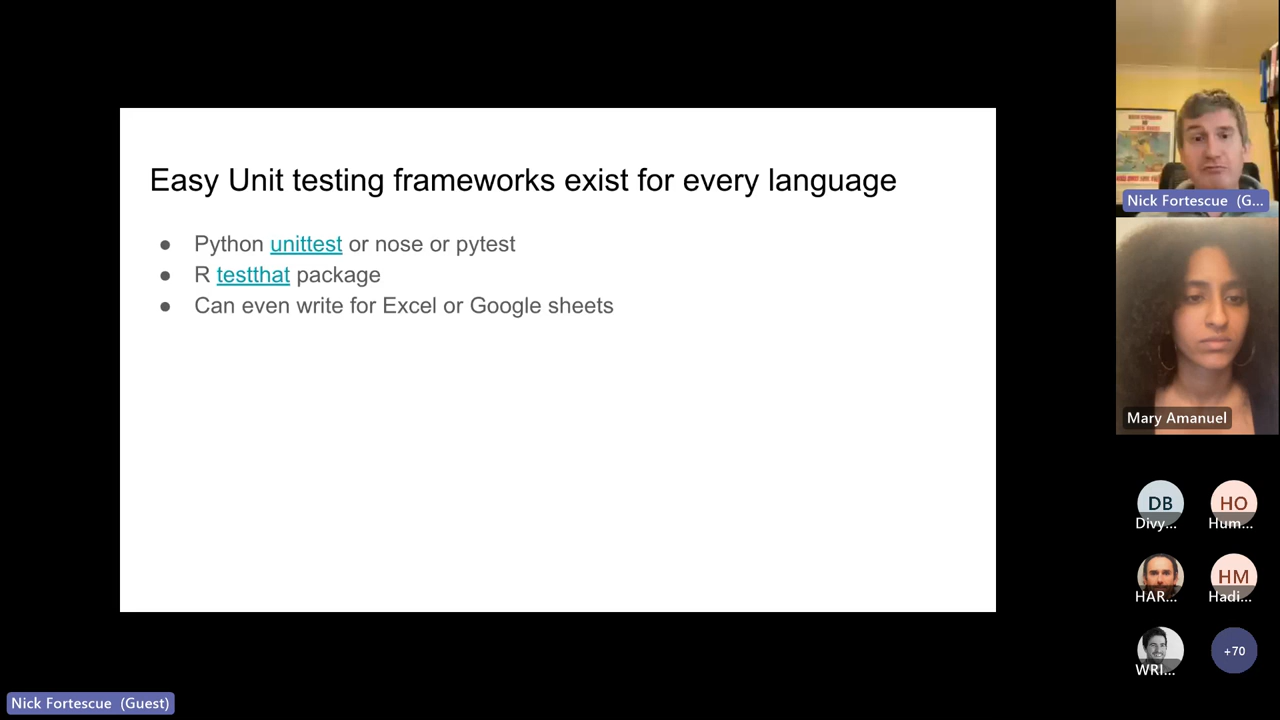 Easy Unit testing frameworks exist for every language
● Python unittest or nose or pytest
● R testthat package
● Can even write for Excel or Google sheets
Nick Fortescue (G...
Mary Amanuel
DB
Divy...
HO
Hum...
HAR...
HM
Hadi...
WRI...
+70
Nick Fortescue (Guest)